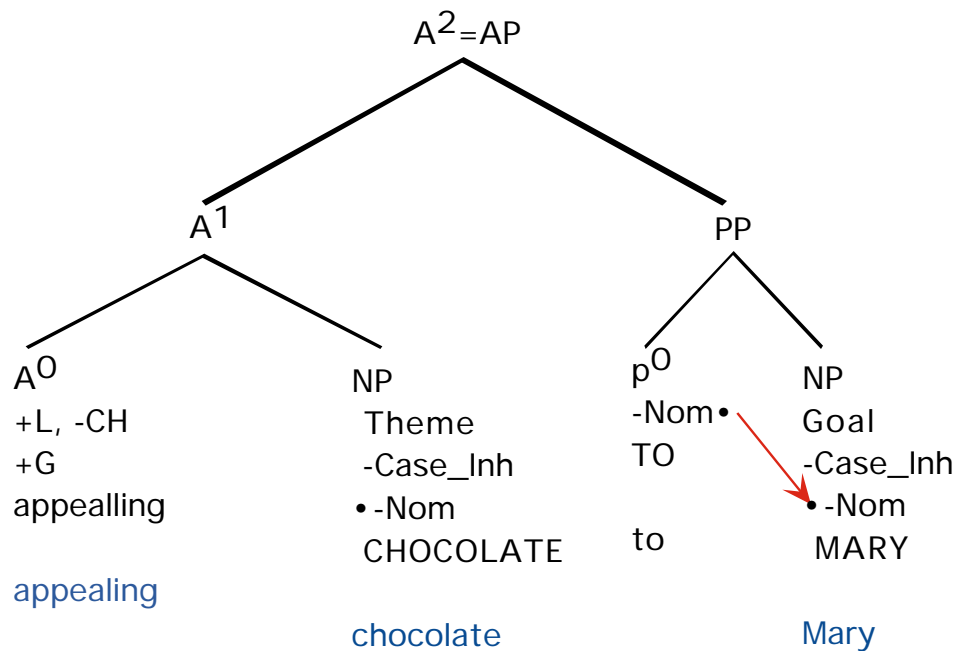 A2=AP
A1
PP
A0
+L, -CH
+G
appealling
appealing
NP
Theme
-Case_Inh
• -Nom
CHOCOLATE
chocolate
p0
-Nom•
TO
to
NP
Goal
-Case_Inh
• -Nom
MARY
Mary